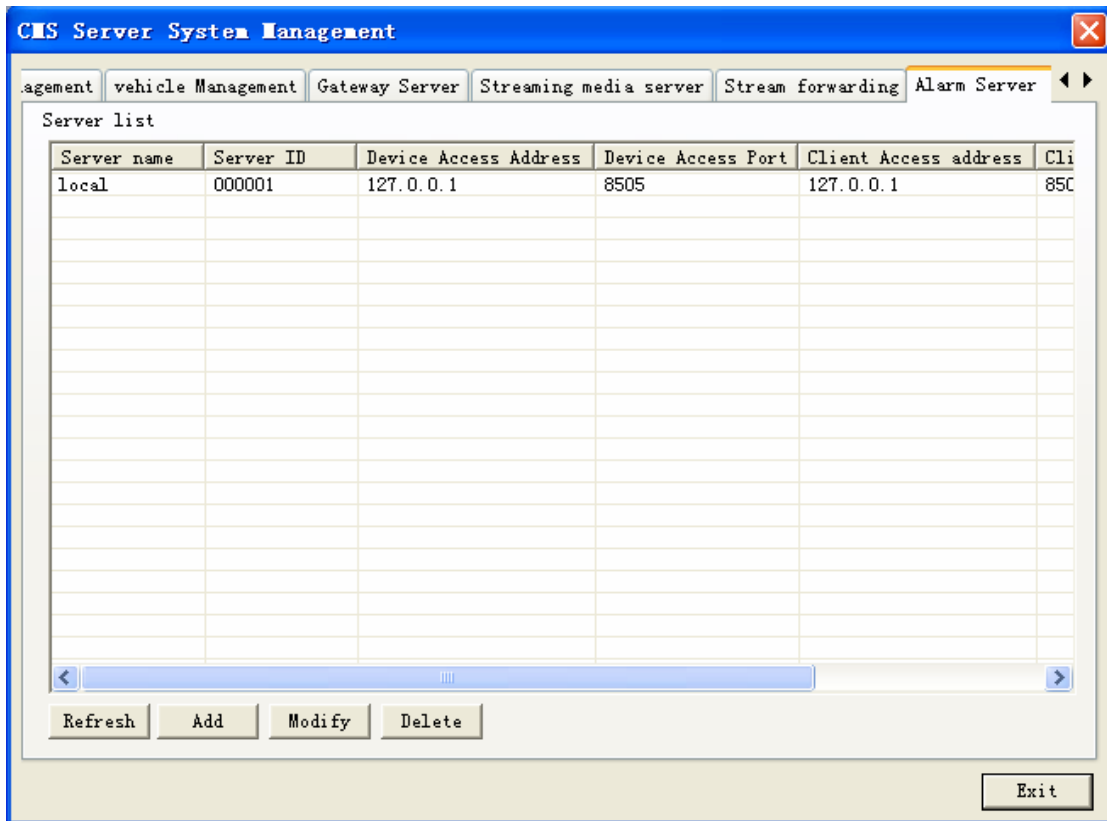 CMS Server System Management
agement vehicle Management Gateway Server Streaming media server Stream forwarding Alarm Server
Server list
Server name Server ID Device Access Address Device Access Port Client Access address Cli
local 000001 127.0.0.1 8505 127.0.0.1 850
Refresh Add Modify Delete
Exit